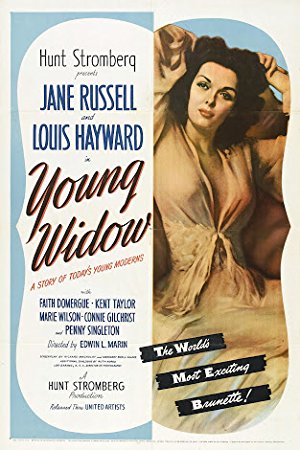 Hunt Stromberg
presents
JANE RUSSELL
and
LOUIS HAYWARD
in
Young
Widow
A STORY OF TODAY'S YOUNG MODERNS
with
FAITH DOMERGUE · KENT TAYLOR
MARIE WILSON · CONNIE GILCHRIST
and PENNY SINGLETON
Directed by EDWIN L. MARIN
A
HUNT STROMBERG
Production
Released Thru UNITED ARTISTS
The World's
Most Exciting
Brunette!